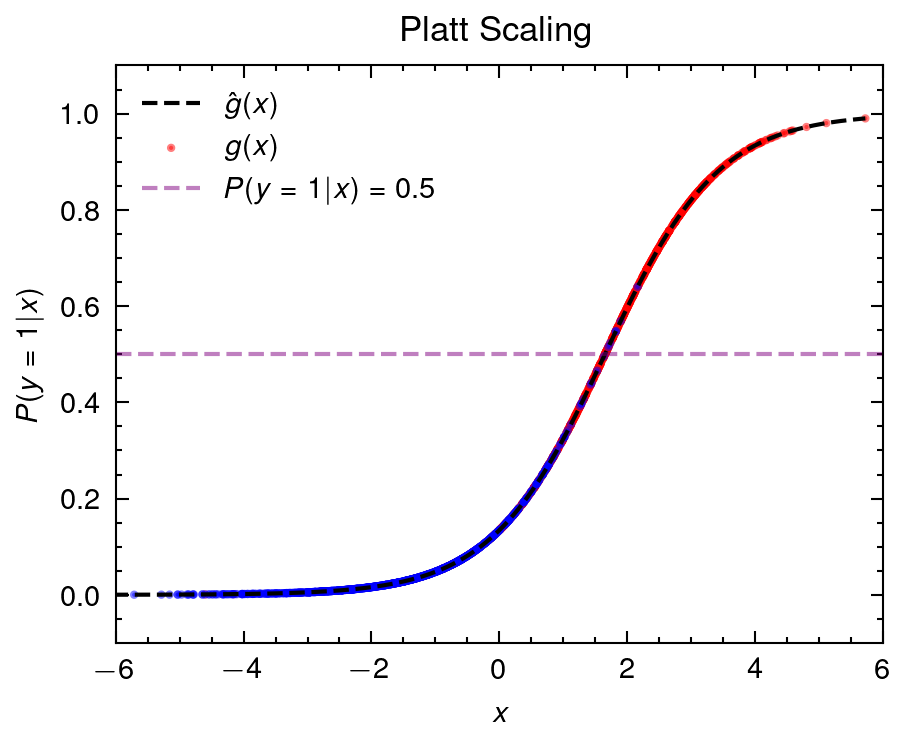 Platt Scaling
ĝ(x)
g(x)
P(y = 1|x) = 0.5
P(y = 1|x)
1.0
0.8
0.6
0.4
0.2
0.0
−6 −4 −2 0 2 4 6
x